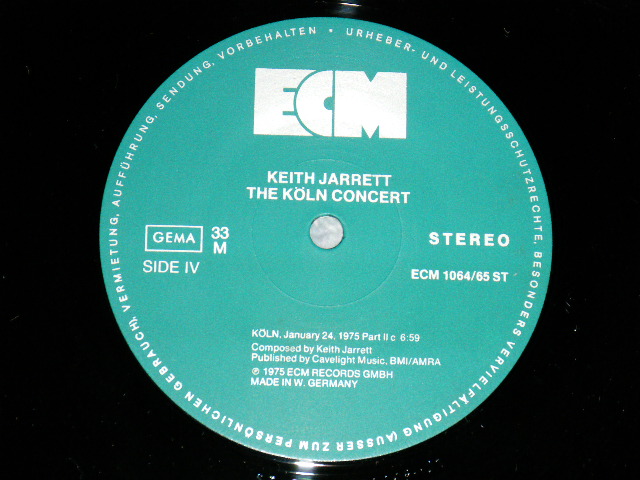 URHEBER- UND LEISTUNGSSCHUTZRECHTE, BESONDERS VERVIELFÄLTIGUNG (AUSSER ZUM PERSÖNLICHEN GEBRAUCH), VERMIETUNG, AUFFÜHRUNG, SENDUNG, VORBEHALTEN •
ECM
KEITH JARRETT
THE KÖLN CONCERT
GEMA
33
M
STEREO
SIDE IV
ECM 1064/65 ST
KÖLN, January 24, 1975 Part II c 6:59
Composed by Keith Jarrett
Published by Cavelight Music, BMI/AMRA
℗ 1975 ECM RECORDS GMBH
MADE IN W. GERMANY